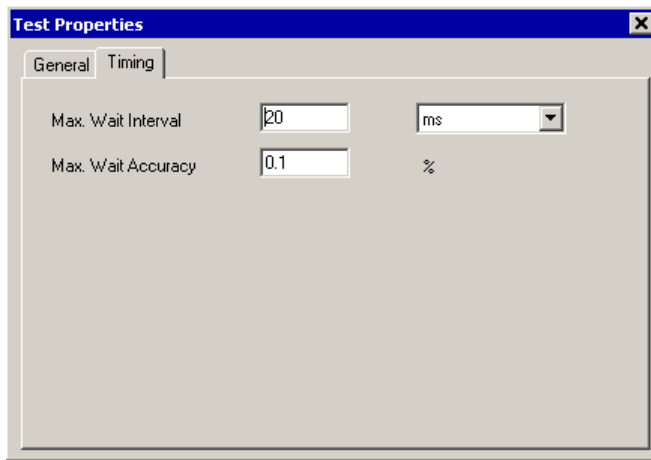 Test Properties
General Timing
Max. Wait Interval 20 ms
Max. Wait Accuracy 0.1 %